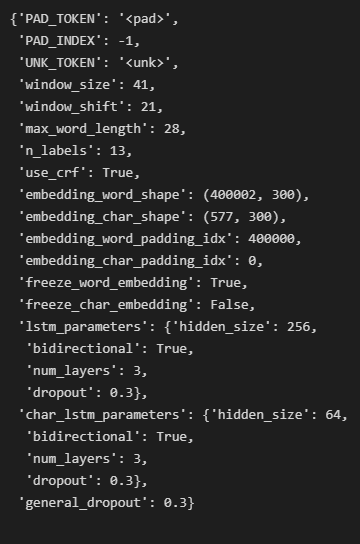 {'PAD_TOKEN': '<pad>',
 'PAD_INDEX': -1,
 'UNK_TOKEN': '<unk>',
 'window_size': 41,
 'window_shift': 21,
 'max_word_length': 28,
 'n_labels': 13,
 'use_crf': True,
 'embedding_word_shape': (400002, 300),
 'embedding_char_shape': (577, 300),
 'embedding_word_padding_idx': 400000,
 'embedding_char_padding_idx': 0,
 'freeze_word_embedding': True,
 'freeze_char_embedding': False,
 'lstm_parameters': {'hidden_size': 256,
  'bidirectional': True,
  'num_layers': 3,
  'dropout': 0.3},
 'char_lstm_parameters': {'hidden_size': 64,
  'bidirectional': True,
  'num_layers': 3,
  'dropout': 0.3},
 'general_dropout': 0.3}